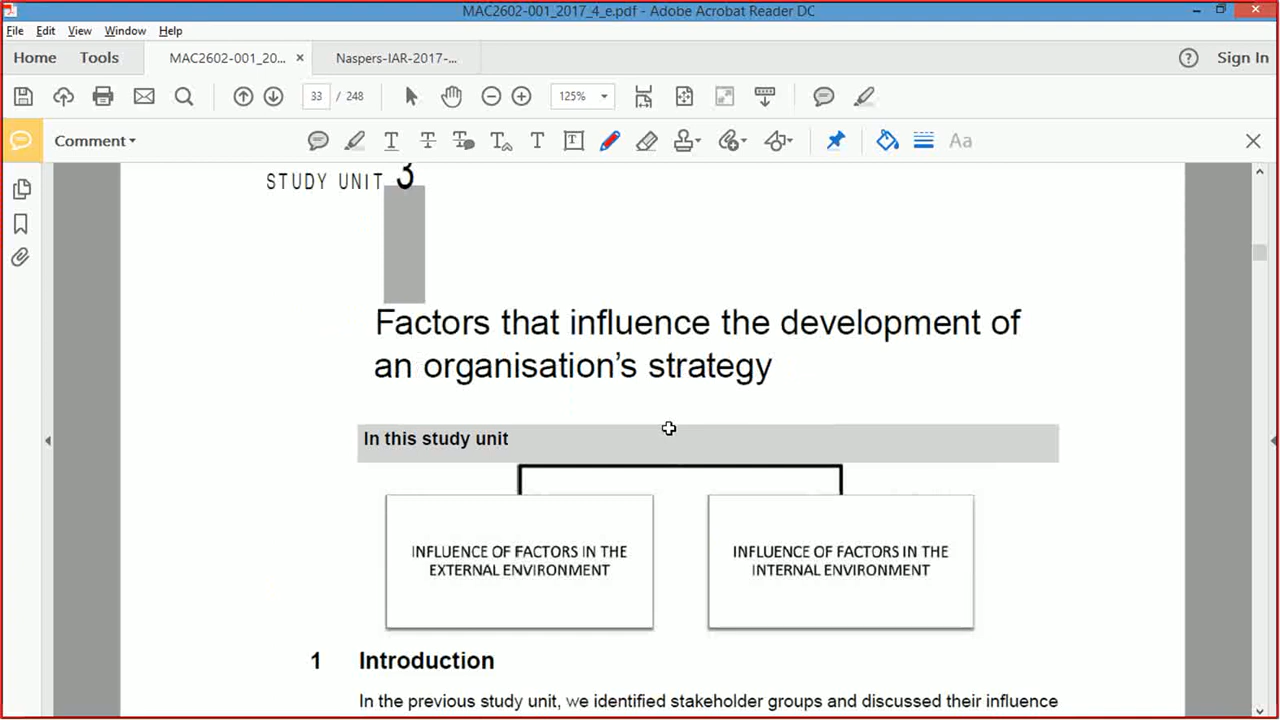 MAC2602-001_2017_4_e.pdf - Adobe Acrobat Reader DC
File Edit View Window Help
Home Tools MAC2602-001_20... × Naspers-IAR-2017-... Sign In
33 / 248 125%
Comment Aa
STUDY UNIT 3
Factors that influence the development of
an organisation's strategy
In this study unit
INFLUENCE OF FACTORS IN THE
EXTERNAL ENVIRONMENT
INFLUENCE OF FACTORS IN THE
INTERNAL ENVIRONMENT
1 Introduction
In the previous study unit, we identified stakeholder groups and discussed their influence